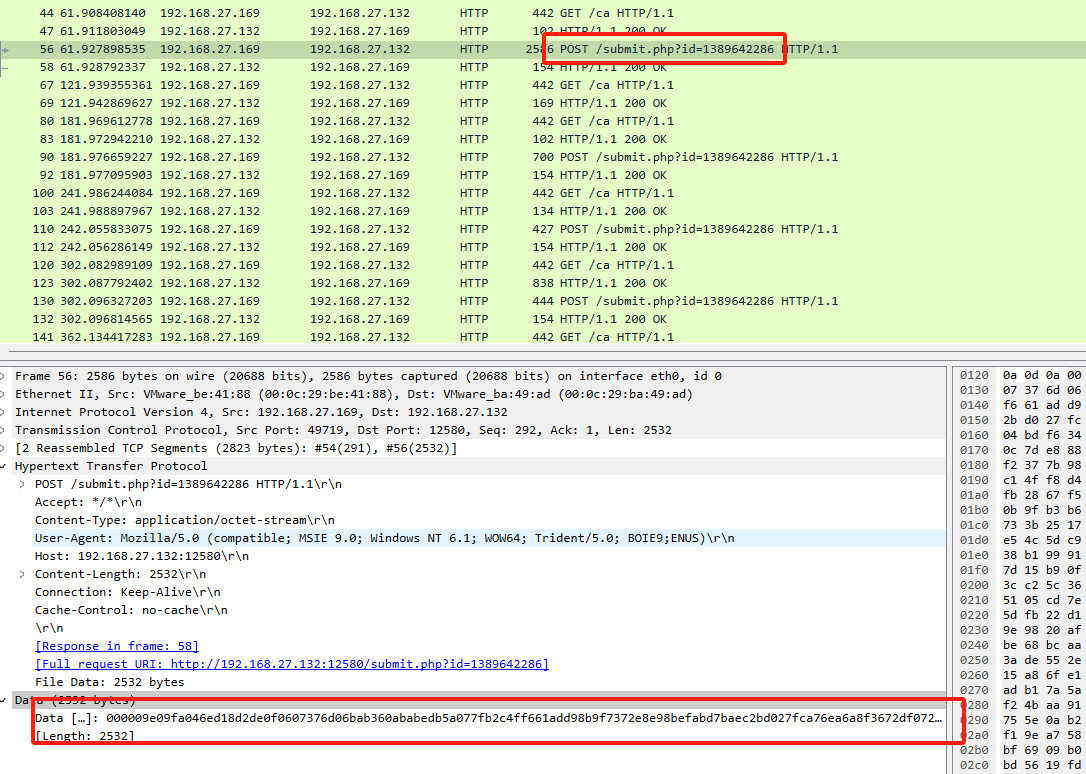 44 61.908408140 192.168.27.169 192.168.27.132 HTTP 442 GET /ca HTTP/1.1
47 61.911803049 192.168.27.132 192.168.27.169 HTTP 102 HTTP/1.1 200 OK
56 61.927898535 192.168.27.169 192.168.27.132 HTTP 2586 POST /submit.php?id=1389642286 HTTP/1.1
58 61.928792337 192.168.27.132 192.168.27.169 HTTP 154 HTTP/1.1 200 OK
67 121.939355361 192.168.27.169 192.168.27.132 HTTP 442 GET /ca HTTP/1.1
69 121.942869627 192.168.27.132 192.168.27.169 HTTP 169 HTTP/1.1 200 OK
80 181.969612778 192.168.27.169 192.168.27.132 HTTP 442 GET /ca HTTP/1.1
83 181.972942210 192.168.27.132 192.168.27.169 HTTP 102 HTTP/1.1 200 OK
90 181.976659227 192.168.27.169 192.168.27.132 HTTP 700 POST /submit.php?id=1389642286 HTTP/1.1
92 181.977095903 192.168.27.132 192.168.27.169 HTTP 154 HTTP/1.1 200 OK
100 241.986244084 192.168.27.169 192.168.27.132 HTTP 442 GET /ca HTTP/1.1
103 241.988897967 192.168.27.132 192.168.27.169 HTTP 134 HTTP/1.1 200 OK
110 242.055833075 192.168.27.169 192.168.27.132 HTTP 427 POST /submit.php?id=1389642286 HTTP/1.1
112 242.056286149 192.168.27.132 192.168.27.169 HTTP 154 HTTP/1.1 200 OK
120 302.082989109 192.168.27.169 192.168.27.132 HTTP 442 GET /ca HTTP/1.1
123 302.087792402 192.168.27.132 192.168.27.169 HTTP 838 HTTP/1.1 200 OK
130 302.096327203 192.168.27.169 192.168.27.132 HTTP 444 POST /submit.php?id=1389642286 HTTP/1.1
132 302.096814565 192.168.27.132 192.168.27.169 HTTP 154 HTTP/1.1 200 OK
141 362.134417283 192.168.27.169 192.168.27.132 HTTP 442 GET /ca HTTP/1.1
Frame 56: 2586 bytes on wire (20688 bits), 2586 bytes captured (20688 bits) on interface eth0, id 0
Ethernet II, Src: VMware_be:41:88 (00:0c:29:be:41:88), Dst: VMware_ba:49:ad (00:0c:29:ba:49:ad)
Internet Protocol Version 4, Src: 192.168.27.169, Dst: 192.168.27.132
Transmission Control Protocol, Src Port: 49719, Dst Port: 12580, Seq: 292, Ack: 1, Len: 2532
[2 Reassembled TCP Segments (2823 bytes): #54(291), #56(2532)]
Hypertext Transfer Protocol
POST /submit.php?id=1389642286 HTTP/1.1\r\n
Accept: */*\r\n
Content-Type: application/octet-stream\r\n
User-Agent: Mozilla/5.0 (compatible; MSIE 9.0; Windows NT 6.1; WOW64; Trident/5.0; BOIE9;ENUS)\r\n
Host: 192.168.27.132:12580\r\n
Content-Length: 2532\r\n
Connection: Keep-Alive\r\n
Cache-Control: no-cache\r\n
\r\n
[Response in frame: 58]
[Full request URI: http://192.168.27.132:12580/submit.php?id=1389642286]
File Data: 2532 bytes
Data (2532 bytes)
Data […]: 000009e09fa046ed18d2de0f0607376d06bab360ababedb5a077fb2c4ff661add98b9f7372e8e98befabd7baec2bd027fca76ea6a8f3672df072…
[Length: 2532]
0120 0a 0d 0a 00
0130 07 37 6d 06
0140 f6 61 ad d9
0150 2b d0 27 fc
0160 04 bd f6 34
0170 0c 7d e8 88
0180 f2 37 7b 98
0190 c1 4f f8 d4
01a0 fb 28 67 f5
01b0 0b 9f b3 b6
01c0 73 3b 25 17
01d0 e5 4c 5d c9
01e0 38 b1 99 91
01f0 7d 15 b9 0f
0200 3c c2 5c 36
0210 51 05 cd 7e
0220 5d fb 22 d1
0230 9e 98 20 af
0240 be 68 bc aa
0250 3a de 55 2e
0260 15 a8 6f e1
0270 ad b1 7a 5a
0280 f2 4b aa 91
0290 75 5e 0a b2
02a0 f1 9e a7 58
02b0 bf 69 09 b0
02c0 bd 56 19 fd